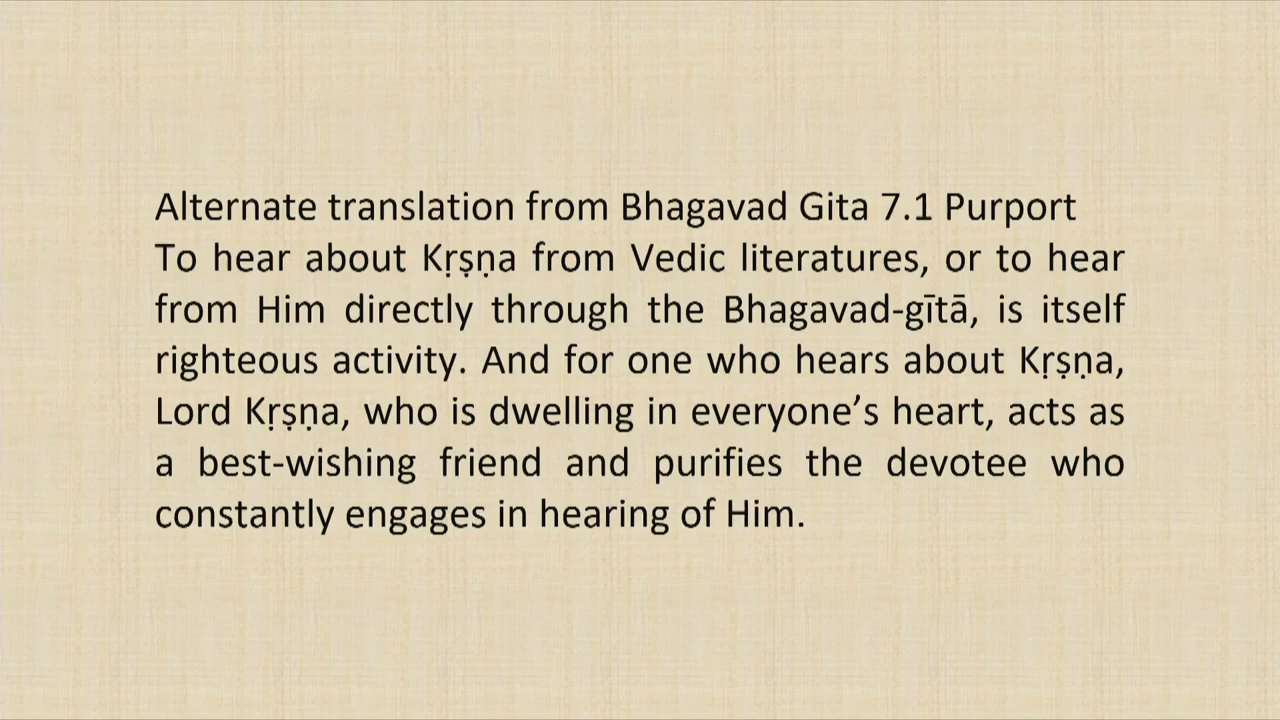 Alternate translation from Bhagavad Gita 7.1 Purport
To hear about Kṛṣṇa from Vedic literatures, or to hear
from Him directly through the Bhagavad-gītā, is itself
righteous activity. And for one who hears about Kṛṣṇa,
Lord Kṛṣṇa, who is dwelling in everyone’s heart, acts as
a best-wishing friend and purifies the devotee who
constantly engages in hearing of Him.